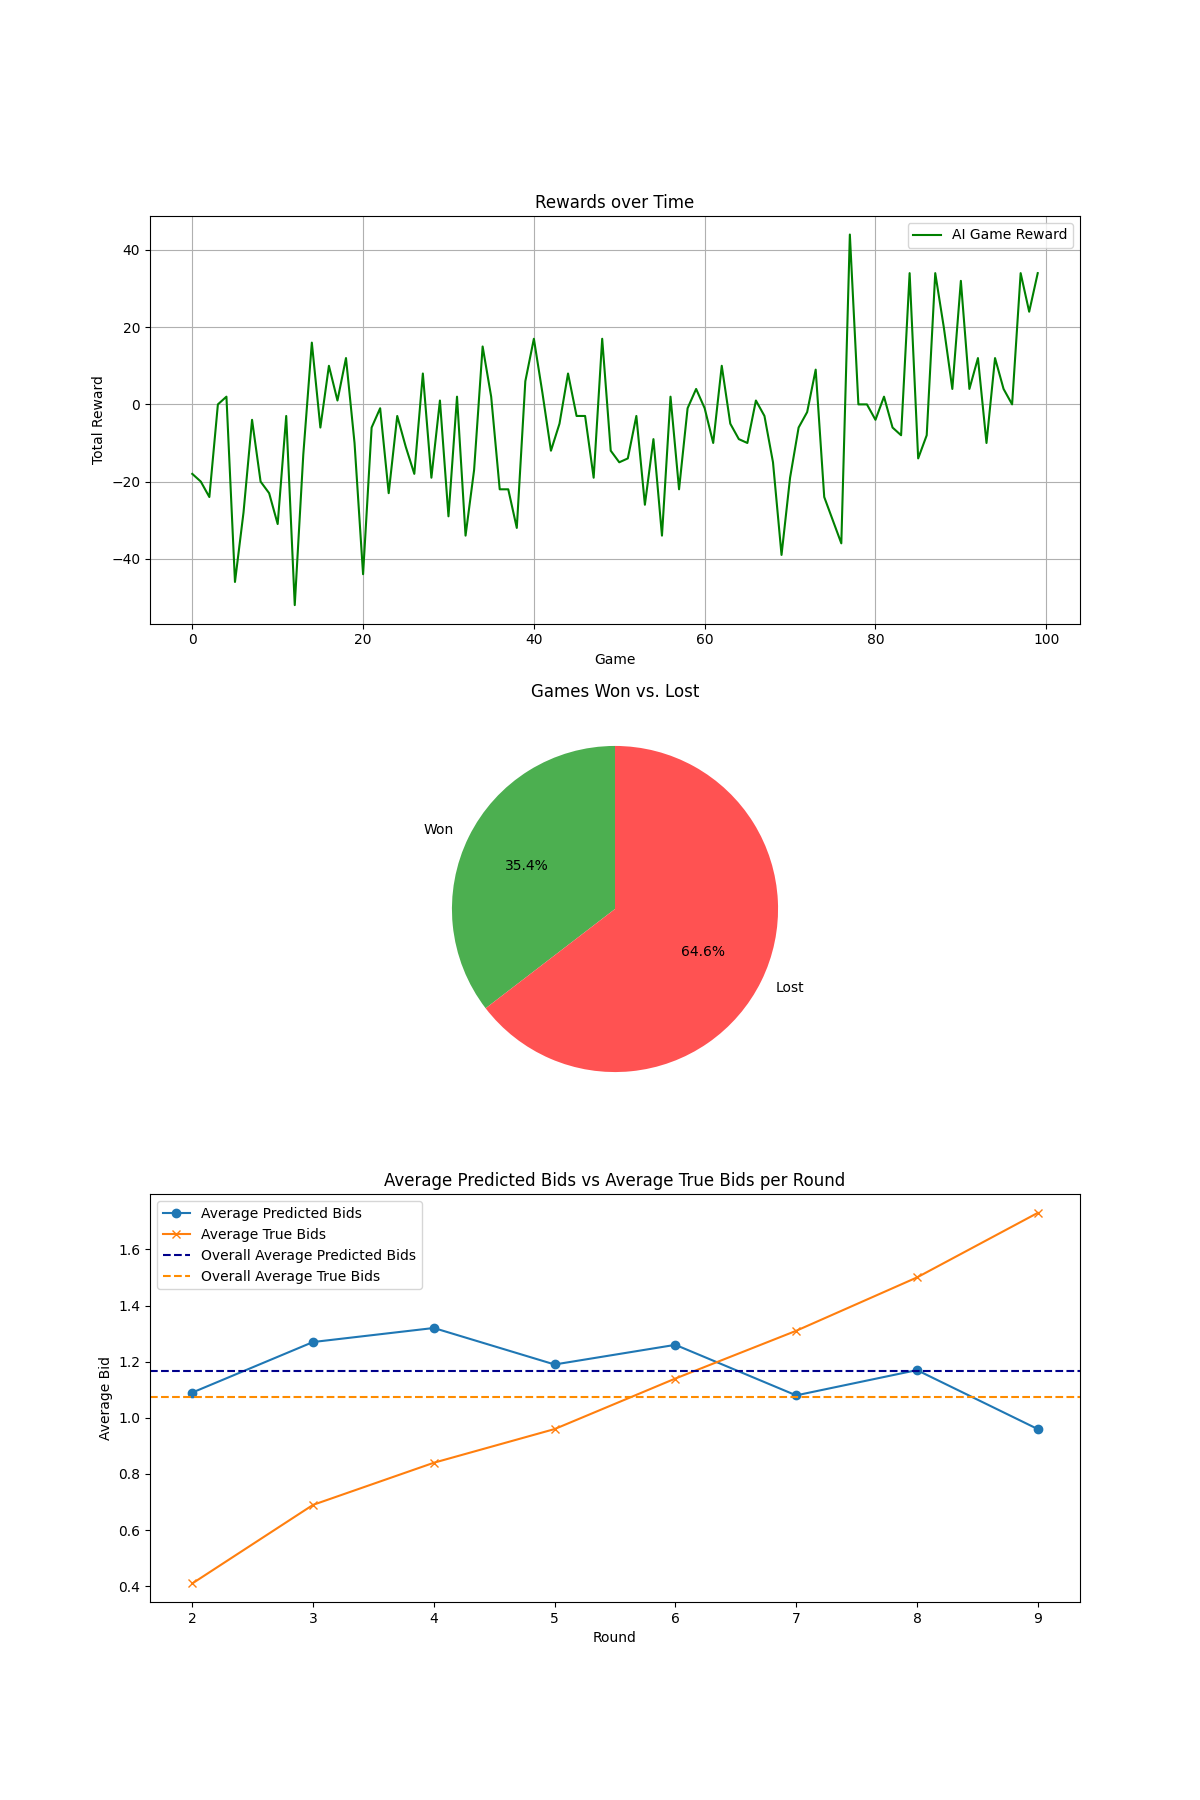 Rewards over Time
AI Game Reward
40
20
0
−20
−40
Total Reward
0 20 40 60 80 100
Game
Games Won vs. Lost
Won
35.4%
64.6%
Lost
Average Predicted Bids vs Average True Bids per Round
Average Predicted Bids
Average True Bids
Overall Average Predicted Bids
Overall Average True Bids
1.6
1.4
1.2
1.0
0.8
0.6
0.4
Average Bid
2 3 4 5 6 7 8 9
Round